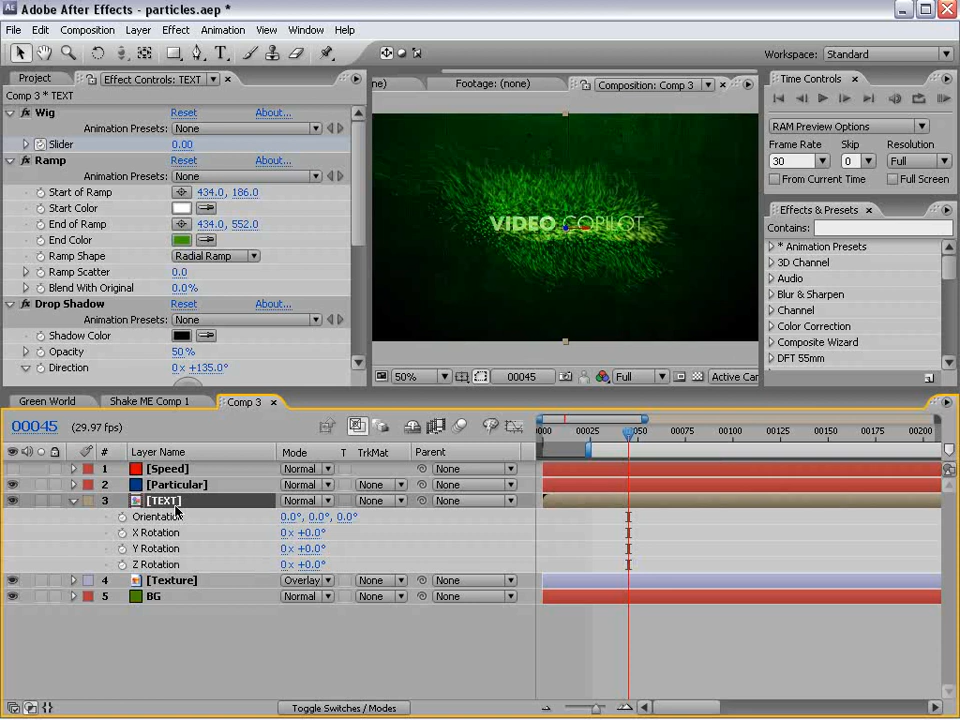 Adobe After Effects - particles.aep *
File Edit Composition Layer Effect Animation View Window Help
Workspace: Standard
Project Effect Controls: TEXT
Comp 3 * TEXT
Wig Reset About...
Animation Presets: None
Slider 0.00
Ramp Reset About...
Animation Presets: None
Start of Ramp 434.0, 186.0
Start Color
End of Ramp 434.0, 552.0
End Color
Ramp Shape Radial Ramp
Ramp Scatter 0.0
Blend With Original 0.0%
Drop Shadow Reset About...
Animation Presets: None
Shadow Color
Opacity 50%
Direction 0 x +135.0°
ne) Footage: (none) Composition: Comp 3
VIDEO COPILOT
50% 00045 Full Active Car
Time Controls
RAM Preview Options
Frame Rate Skip Resolution
30 0 Full
From Current Time Full Screen
Effects & Presets
Contains:
* Animation Presets
3D Channel
Audio
Blur & Sharpen
Channel
Color Correction
Composite Wizard
DFT 55mm
Green World Shake ME Comp 1 Comp 3
00045 (29.97 fps)
0000 00025 00050 00075 00100 00125 00150 00175 00200
# Layer Name Mode T TrkMat Parent
1 [Speed] Normal None
2 [Particular] Normal None None
3 [TEXT] Normal None None
Orientation 0.0°, 0.0°, 0.0°
X Rotation 0 x +0.0°
Y Rotation 0 x +0.0°
Z Rotation 0 x +0.0°
4 [Texture] Overlay None None
5 BG Normal None None
Toggle Switches / Modes